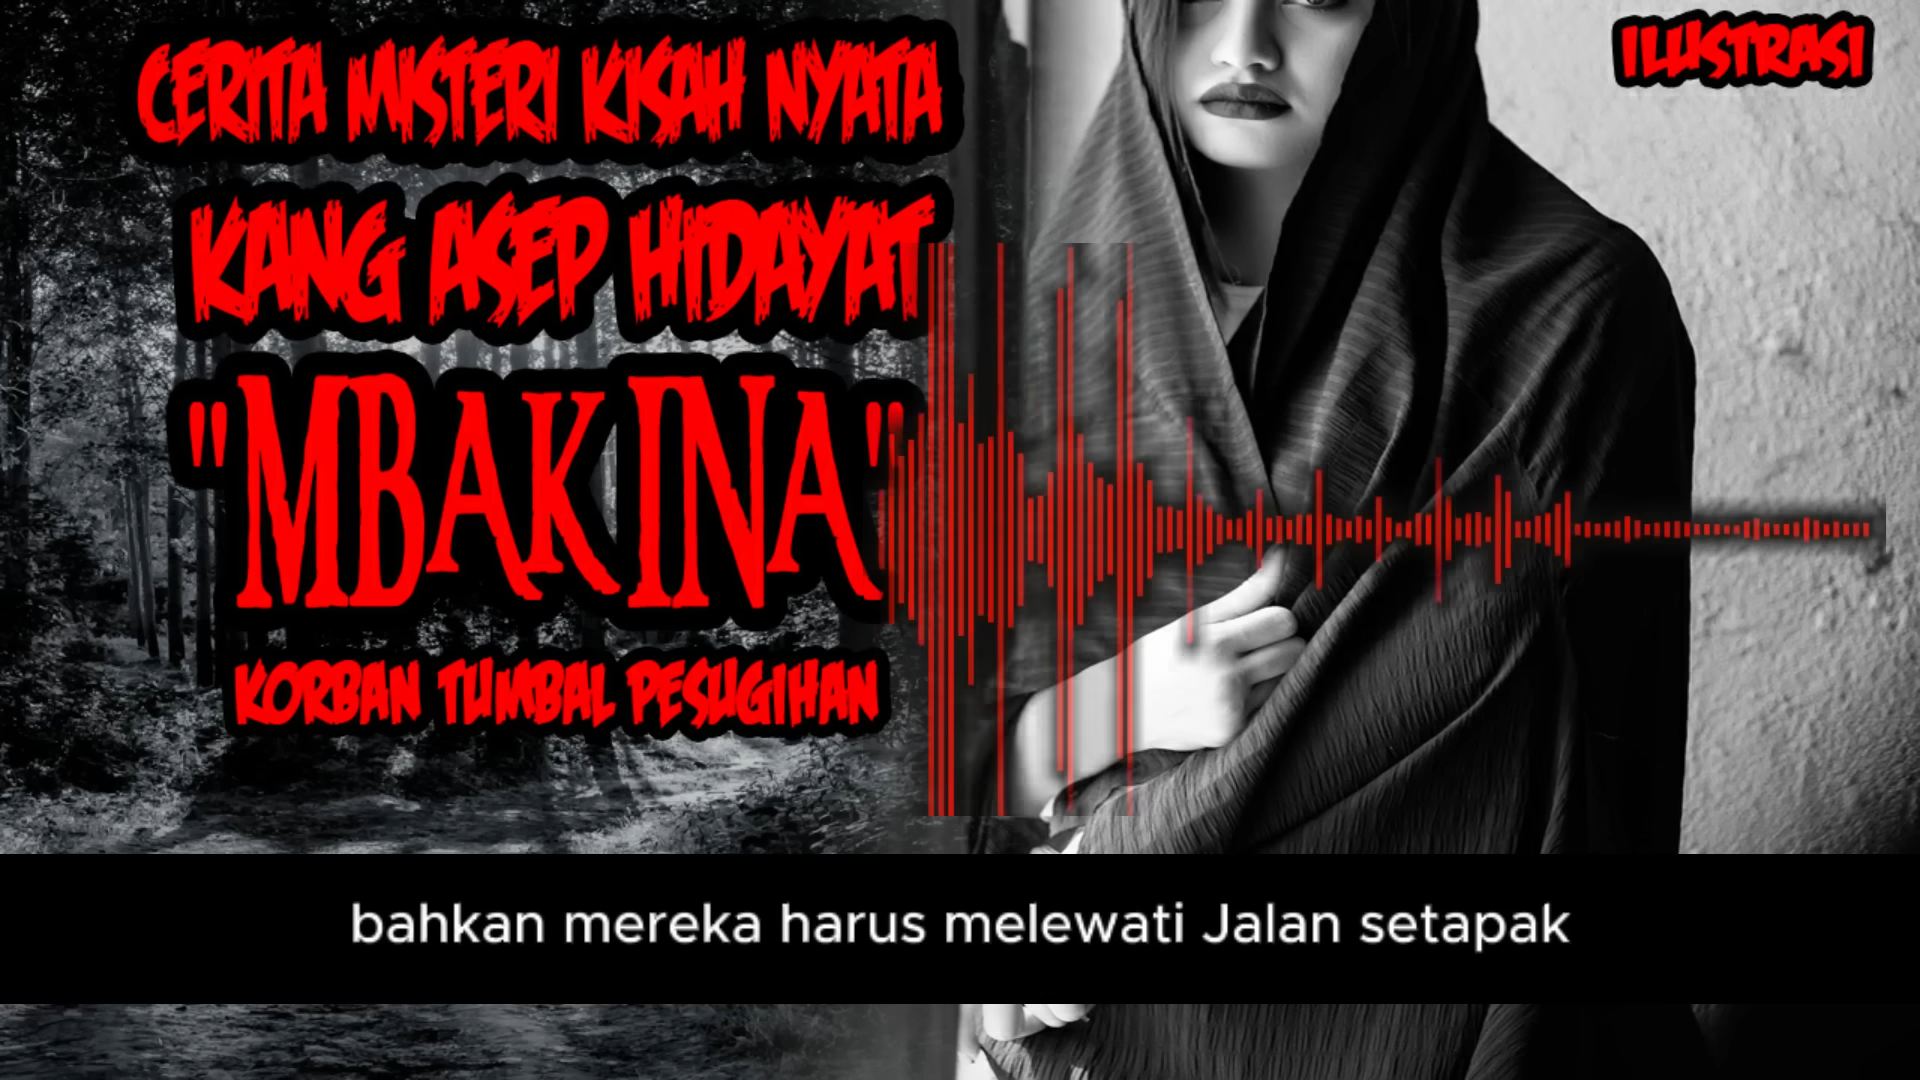 CERITA MISTERI KISAH NYATA
ILUSTRASI
KANG ASEP HIDAYAT
"MBAK INA"
KORBAN TUMBAL PESUGIHAN
bahkan mereka harus melewati Jalan setapak